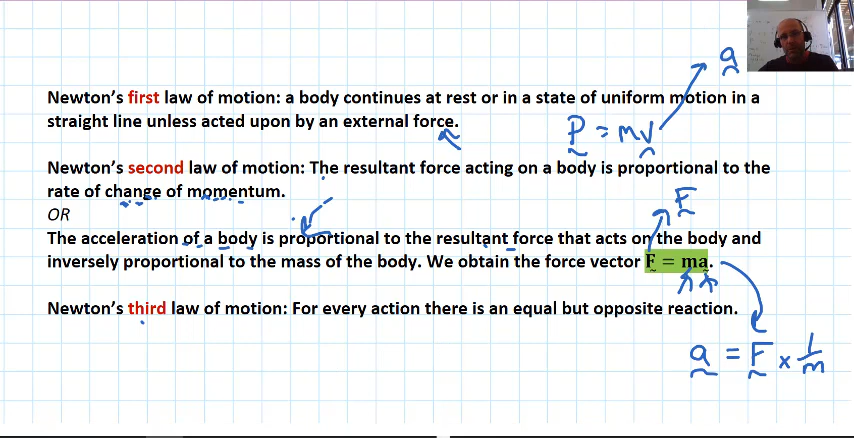 a
Newton's first law of motion: a body continues at rest or in a state of uniform motion in a
straight line unless acted upon by an external force.
P = mv
Newton's second law of motion: The resultant force acting on a body is proportional to the
rate of change of momentum.
F
OR
The acceleration of a body is proportional to the resultant force that acts on the body and
inversely proportional to the mass of the body. We obtain the force vector F = ma.
Newton's third law of motion: For every action there is an equal but opposite reaction.
a = F × 1/m